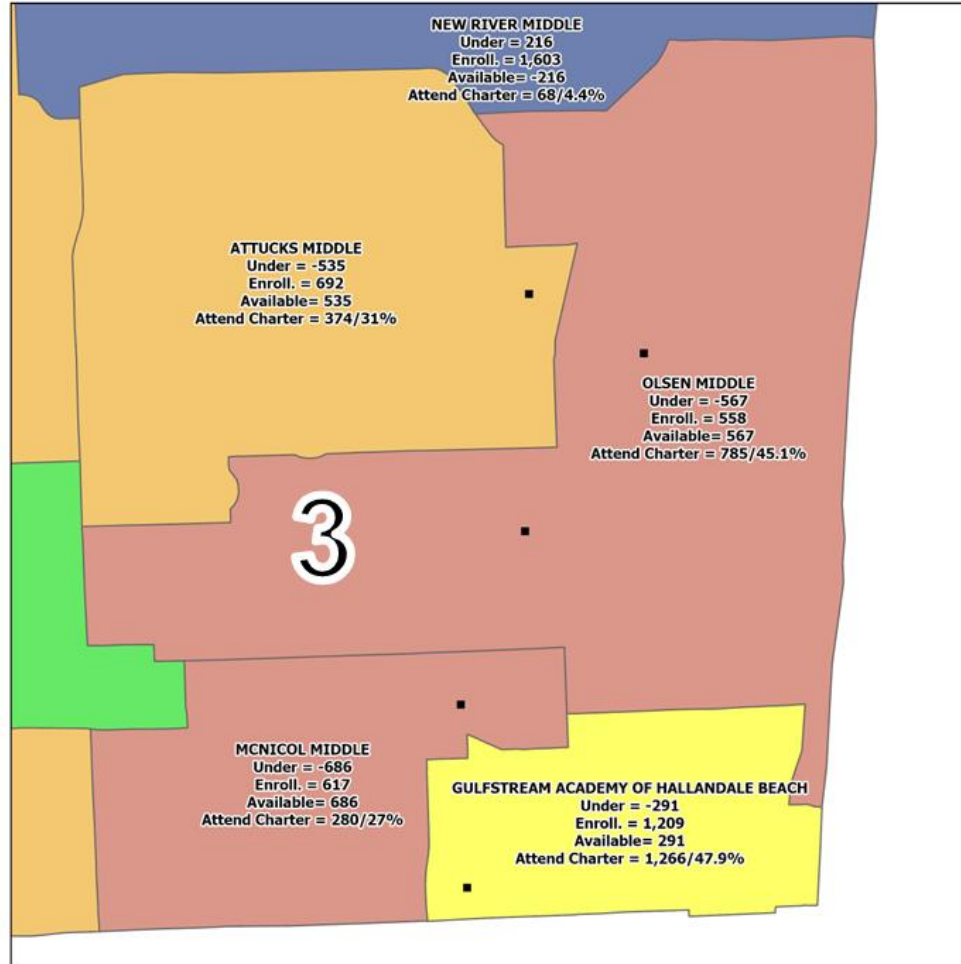 NEW RIVER MIDDLE
Under = 216
Enroll. = 1,603
Available= -216
Attend Charter = 68/4.4%
ATTUCKS MIDDLE
Under = -535
Enroll. = 692
Available= 535
Attend Charter = 374/31%
OLSEN MIDDLE
Under = -567
Enroll. = 558
Available= 567
Attend Charter = 785/45.1%
3
MCNICOL MIDDLE
Under = -686
Enroll. = 617
Available= 686
Attend Charter = 280/27%
GULFSTREAM ACADEMY OF HALLANDALE BEACH
Under = -291
Enroll. = 1,209
Available= 291
Attend Charter = 1,266/47.9%